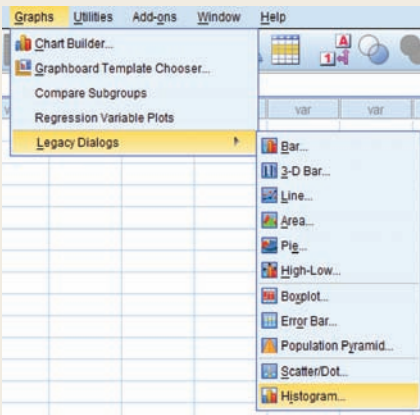 Graphs Utilities Add-ons Window Help
Chart Builder...
Graphboard Template Chooser...
Compare Subgroups
Regression Variable Plots
Legacy Dialogs
var var
Bar...
3-D Bar...
Line...
Area...
Pie...
High-Low...
Boxplot...
Error Bar...
Population Pyramid...
Scatter/Dot...
Histogram...